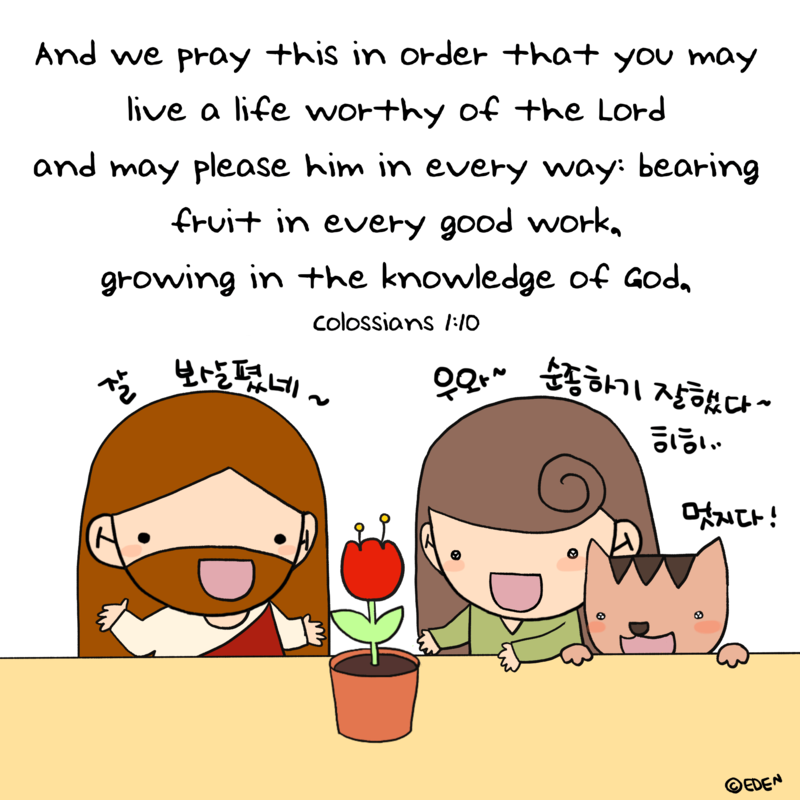 And we pray this in order that you may
live a life worthy of the Lord
and may please him in every way: bearing
fruit in every good work,
growing in the knowledge of God,
Colossians 1:10
잘 보살폈네~
우와~ 순종하기 잘했다~
히히..
멋지다!
©EDEN